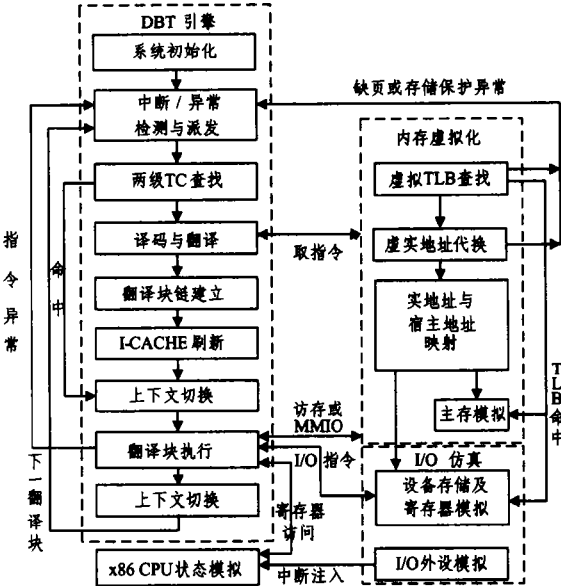 DBT 引擎
系统初始化
中断 / 异常
检测与派发
缺页或存储保护异常
内存虚拟化
两级TC查找
虚拟TLB查找
译码与翻译
取指令
虚实地址代换
指令异常
命中
翻译块链建立
实地址与
宿主地址
映射
I-CACHE 刷新
上下文切换
访存或
MMIO
主存模拟
TLB命中
翻译块执行
I/O 指令
I/O 仿真
下一翻译块
上下文切换
寄存器
访问
设备存储及
寄存器模拟
x86 CPU状态模拟
中断注入
I/O外设模拟